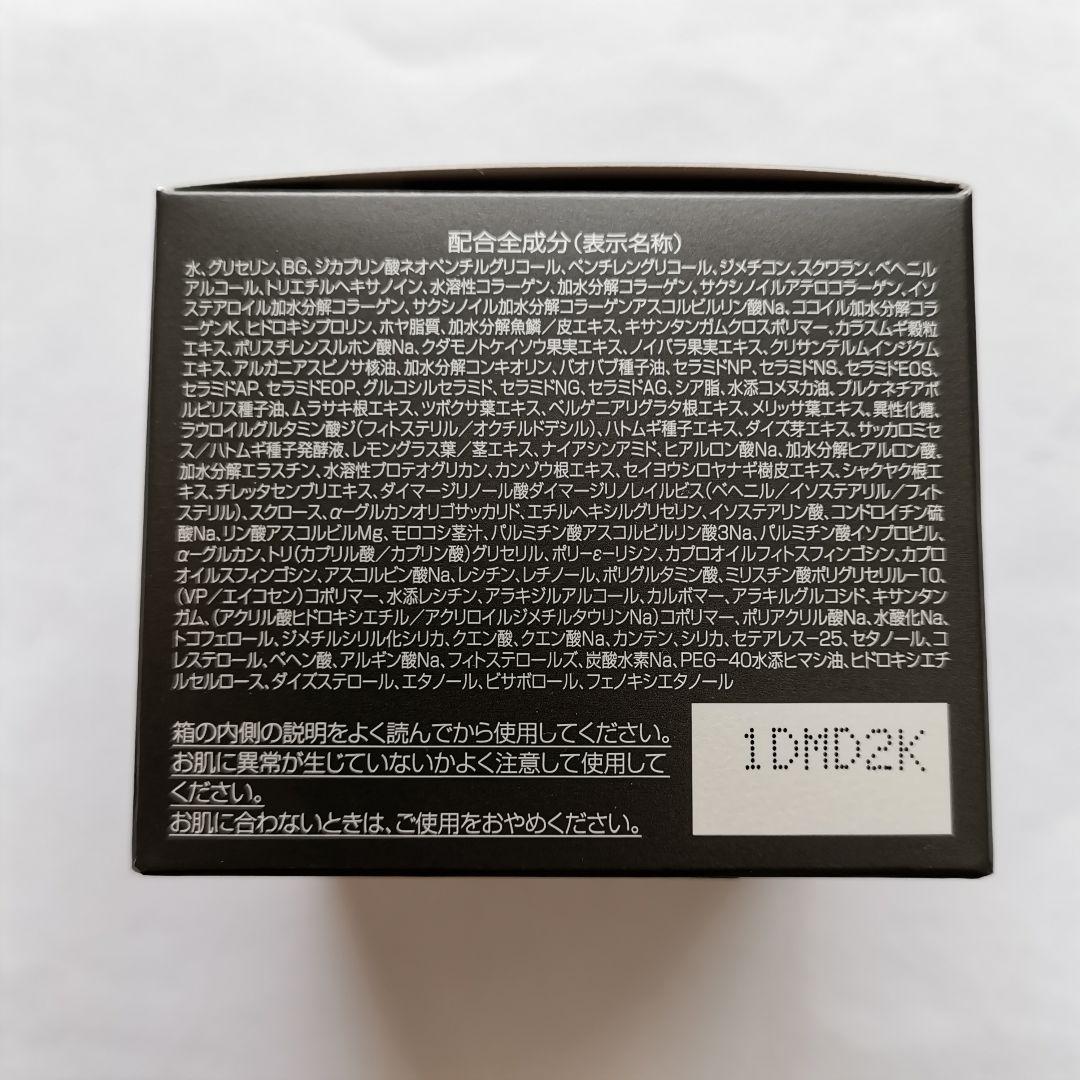 配合全成分(表示名称)
水、グリセリン、BG、ジカプリン酸ネオペンチルグリコール、ペンチレングリコール、ジメチコン、スクワラン、ベヘニル
アルコール、トリエチルヘキサノイン、水溶性コラーゲン、加水分解コラーゲン、サクシノイルアテロコラーゲン、イソ
ステアロイル加水分解コラーゲン、サクシノイル加水分解コラーゲンアスコルビルリン酸Na、ココイル加水分解コラ
ーゲンK、ヒドロキシプロリン、ホヤ脂質、加水分解魚鱗/皮エキス、キサンタンガムクロスポリマー、カラスムギ穀粒
エキス、ポリスチレンスルホン酸Na、クダモノトケイソウ果実エキス、ノイバラ果実エキス、クリサンテルムインジクム
エキス、アルガニアスピノサ核油、加水分解コンキオリン、バオバブ種子油、セラミドNP、セラミドNS、セラミドEOS、
セラミドAP、セラミドEOP、グルコシルセラミド、セラミドNG、セラミドAG、シア脂、水添コメヌカ油、プルケネチアボ
ルビリス種子油、ムラサキ根エキス、ツボクサ葉エキス、ベルゲニアリグラタ根エキス、メリッサ葉エキス、異性化糖、
ラウロイルグルタミン酸ジ(フィトステリル/オクチルドデシル)、ハトムギ種子エキス、ダイズ芽エキス、サッカロミセ
ス/ハトムギ種子発酵液、レモングラス葉/茎エキス、ナイアシンアミド、ヒアルロン酸Na、加水分解ヒアルロン酸、
加水分解エラスチン、水溶性プロテオグリカン、カンゾウ根エキス、セイヨウシロヤナギ樹皮エキス、シャクヤク根エ
キス、チレッタセンブリエキス、ダイマージリノール酸ダイマージリノレイルビス(ベヘニル/イソステアリル/フィト
ステリル)、スクロース、α-グルカンオリゴサッカリド、エチルヘキシルグリセリン、イソステアリン酸、コンドロイチン硫
酸Na、リン酸アスコルビルMg、モロコシ茎汁、パルミチン酸アスコルビルリン酸3Na、パルミチン酸イソプロピル、
α-グルカン、トリ(カプリル酸/カプリン酸)グリセリル、ポリ-ε-リシン、カプロオイルフィトスフィンゴシン、カプロ
オイルスフィンゴシン、アスコルビン酸Na、レシチン、レチノール、ポリグルタミン酸、ミリスチン酸ポリグリセリル-10、
(VP/エイコセン)コポリマー、水添レシチン、アラキジルアルコール、カルボマー、アラキルグルコシド、キサンタン
ガム、(アクリル酸ヒドロキシエチル/アクリロイルジメチルタウリンNa)コポリマー、ポリアクリル酸Na、水酸化Na、
トコフェロール、ジメチルシリル化シリカ、クエン酸、クエン酸Na、カンテン、シリカ、セテアレス-25、セタノール、コ
レステロール、ベヘン酸、アルギン酸Na、フィトステロールズ、炭酸水素Na、PEG-40水添ヒマシ油、ヒドロキシエチ
ルセルロース、ダイズステロール、エタノール、ビサボロール、フェノキシエタノール
箱の内側の説明をよく読んでから使用してください。
お肌に異常が生じていないかよく注意して使用して
ください。
お肌に合わないときは、ご使用をおやめください。
1DMD2K